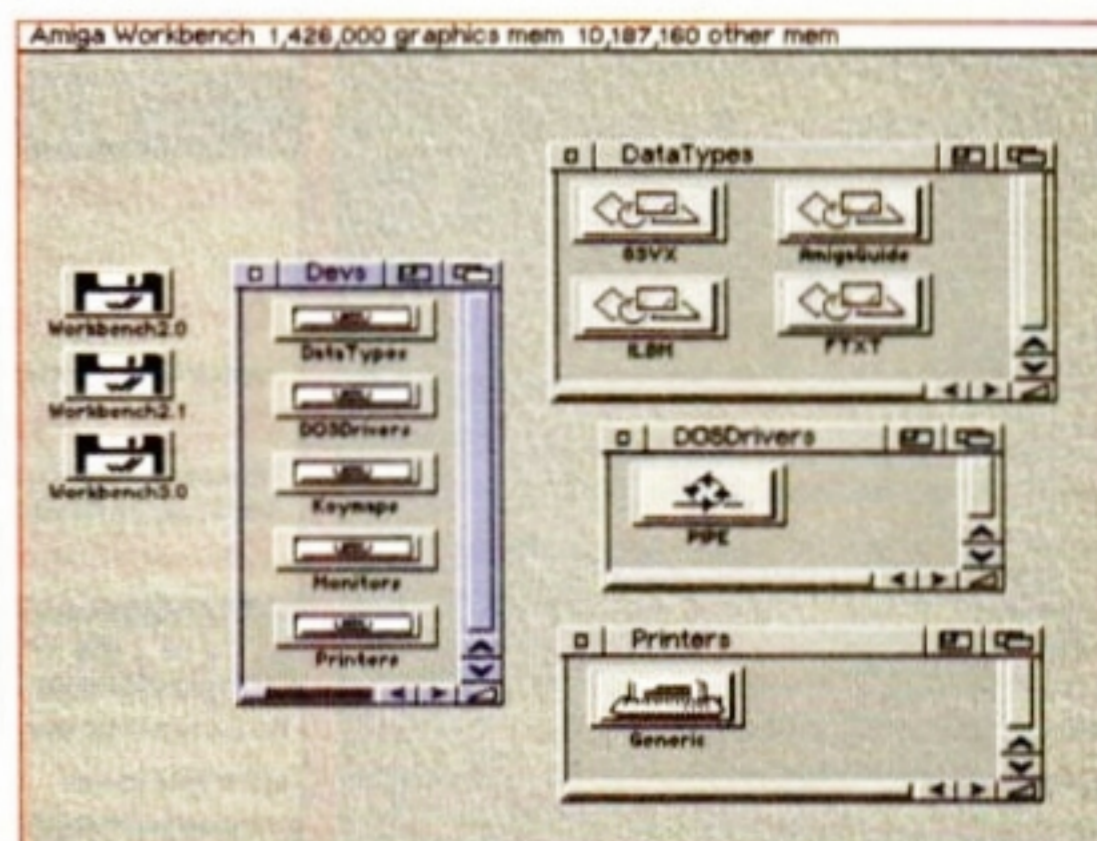 Amiga Workbench 1,426,000 graphics mem 10,187,160 other mem
Workbench2.0
Workbench2.1
Workbench3.0
Devs
DataTypes
DOSDrivers
Keymaps
Monitors
Printers
DataTypes
8SVX
AmigaGuide
ILBM
FTXT
DOSDrivers
PIPE
Printers
Generic